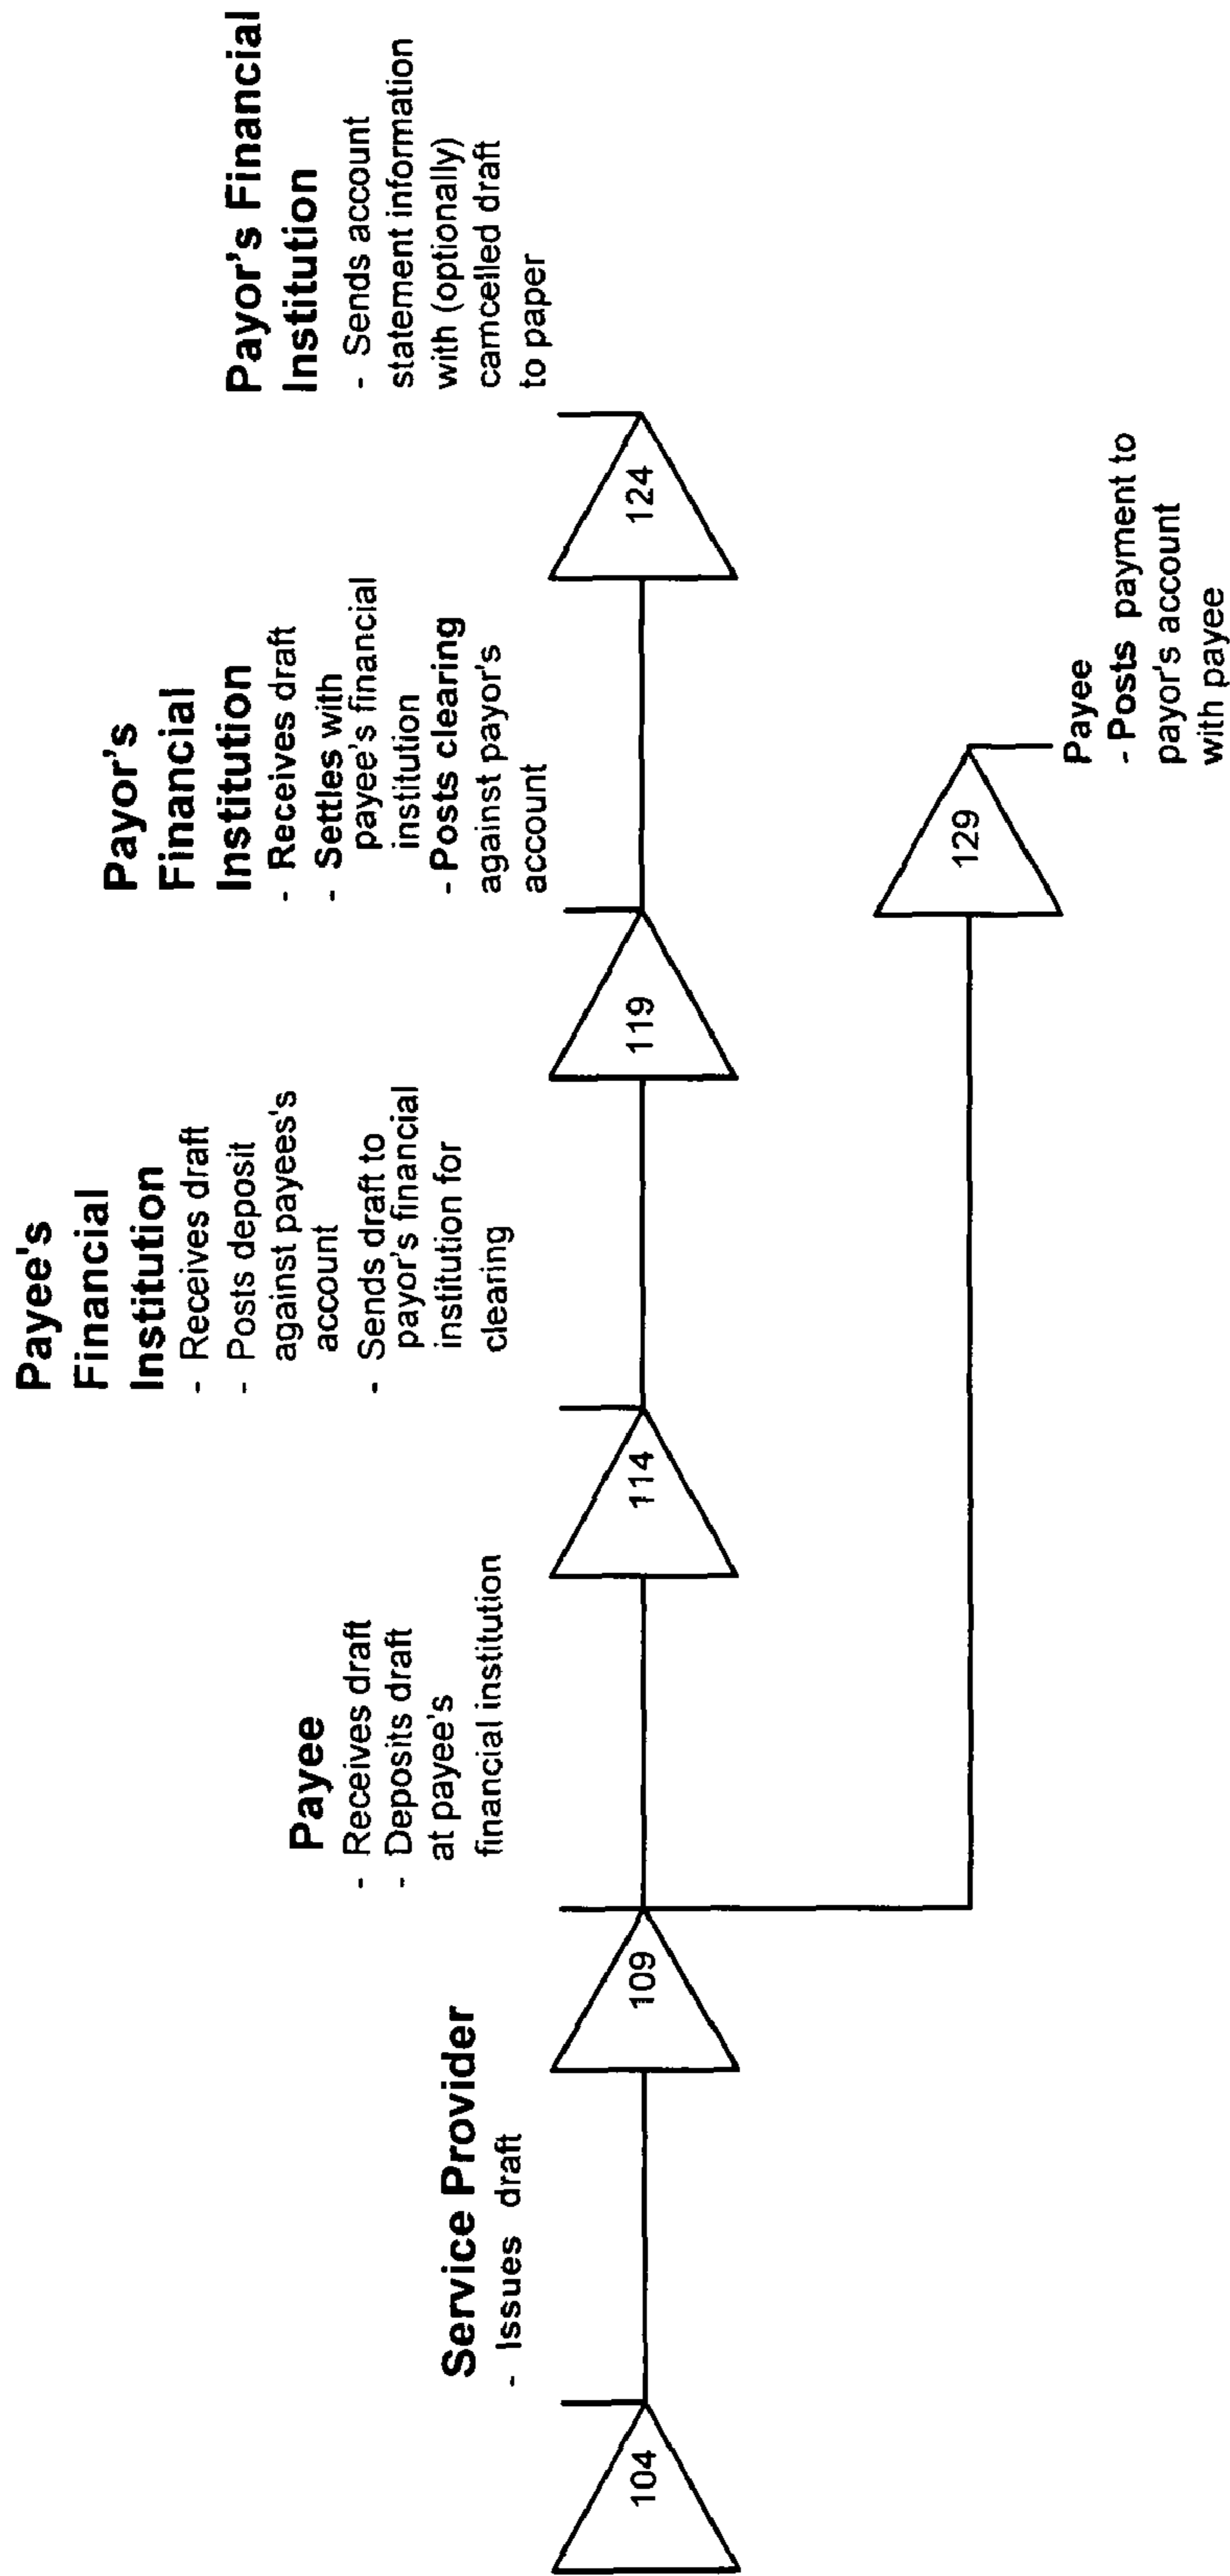 Service Provider
- Issues draft
104
Payee
- Receives draft
- Deposits draft
at payee's
financial institution
109
Payee's
Financial
Institution
- Receives draft
- Posts deposit
against payees's
account
- Sends draft to
payor's financial
institution for
clearing
114
Payor's
Financial
Institution
- Receives draft
- Settles with
payee's financial
institution
- Posts clearing
against payor's
account
119
Payor's Financial
Institution
- Sends account
statement information
with (optionally)
camcelled draft
to paper
124
129
Payee
- Posts payment to
payor's account
with payee